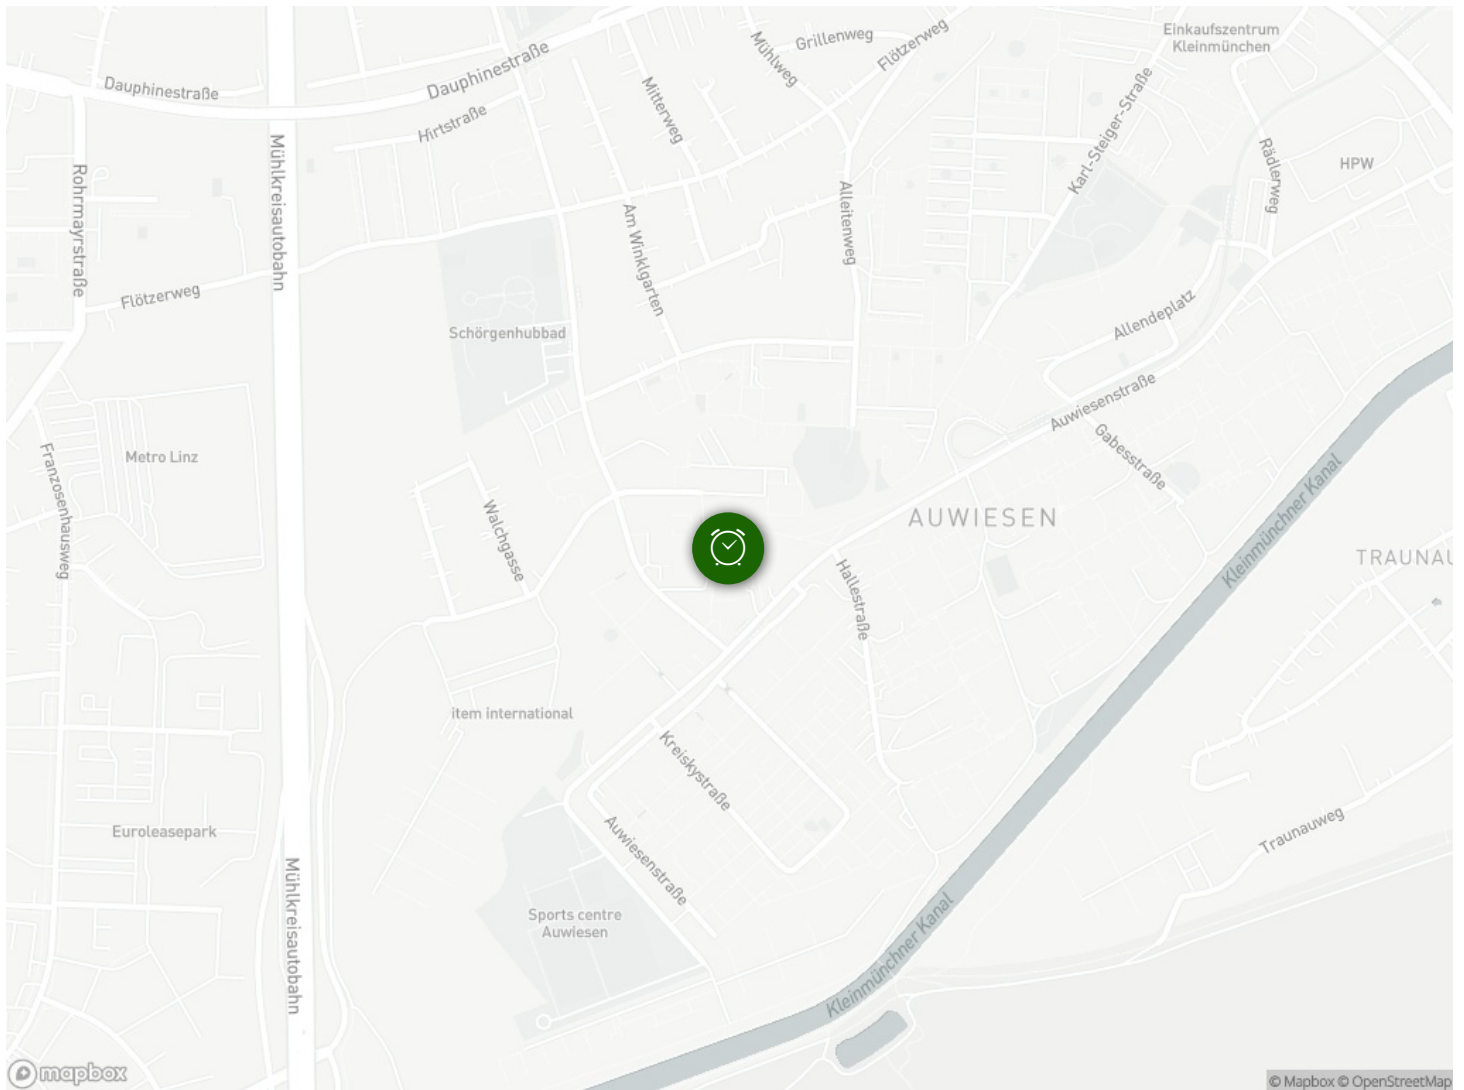 Einkaufszentrum
Kleinmünchen
Grillenweg
Mühlweg
Flötzerweg
Dauphinestraße
Dauphinestraße
Hirtstraße
Mitterweg
Karl-Steiger-Straße
Mühlkreisautobahn
Rädlerweg
HPW
Rohrmayrstraße
Alleitenweg
Am Winklgarten
Flötzerweg
Schörgenhubbad
Allendeplatz
Auwiesenstraße
Gabesstraße
Metro Linz
Franzosenhausweg
Walchgasse
AUWIESEN
Kleinmünchner Kanal
TRAUNAU
Hallestraße
item international
Kreiskystraße
Euroleasepark
Auwiesenstraße
Traunauweg
Mühlkreisautobahn
Sports centre
Auwiesen
Kleinmünchner Kanal
mapbox
© Mapbox © OpenStreetMap